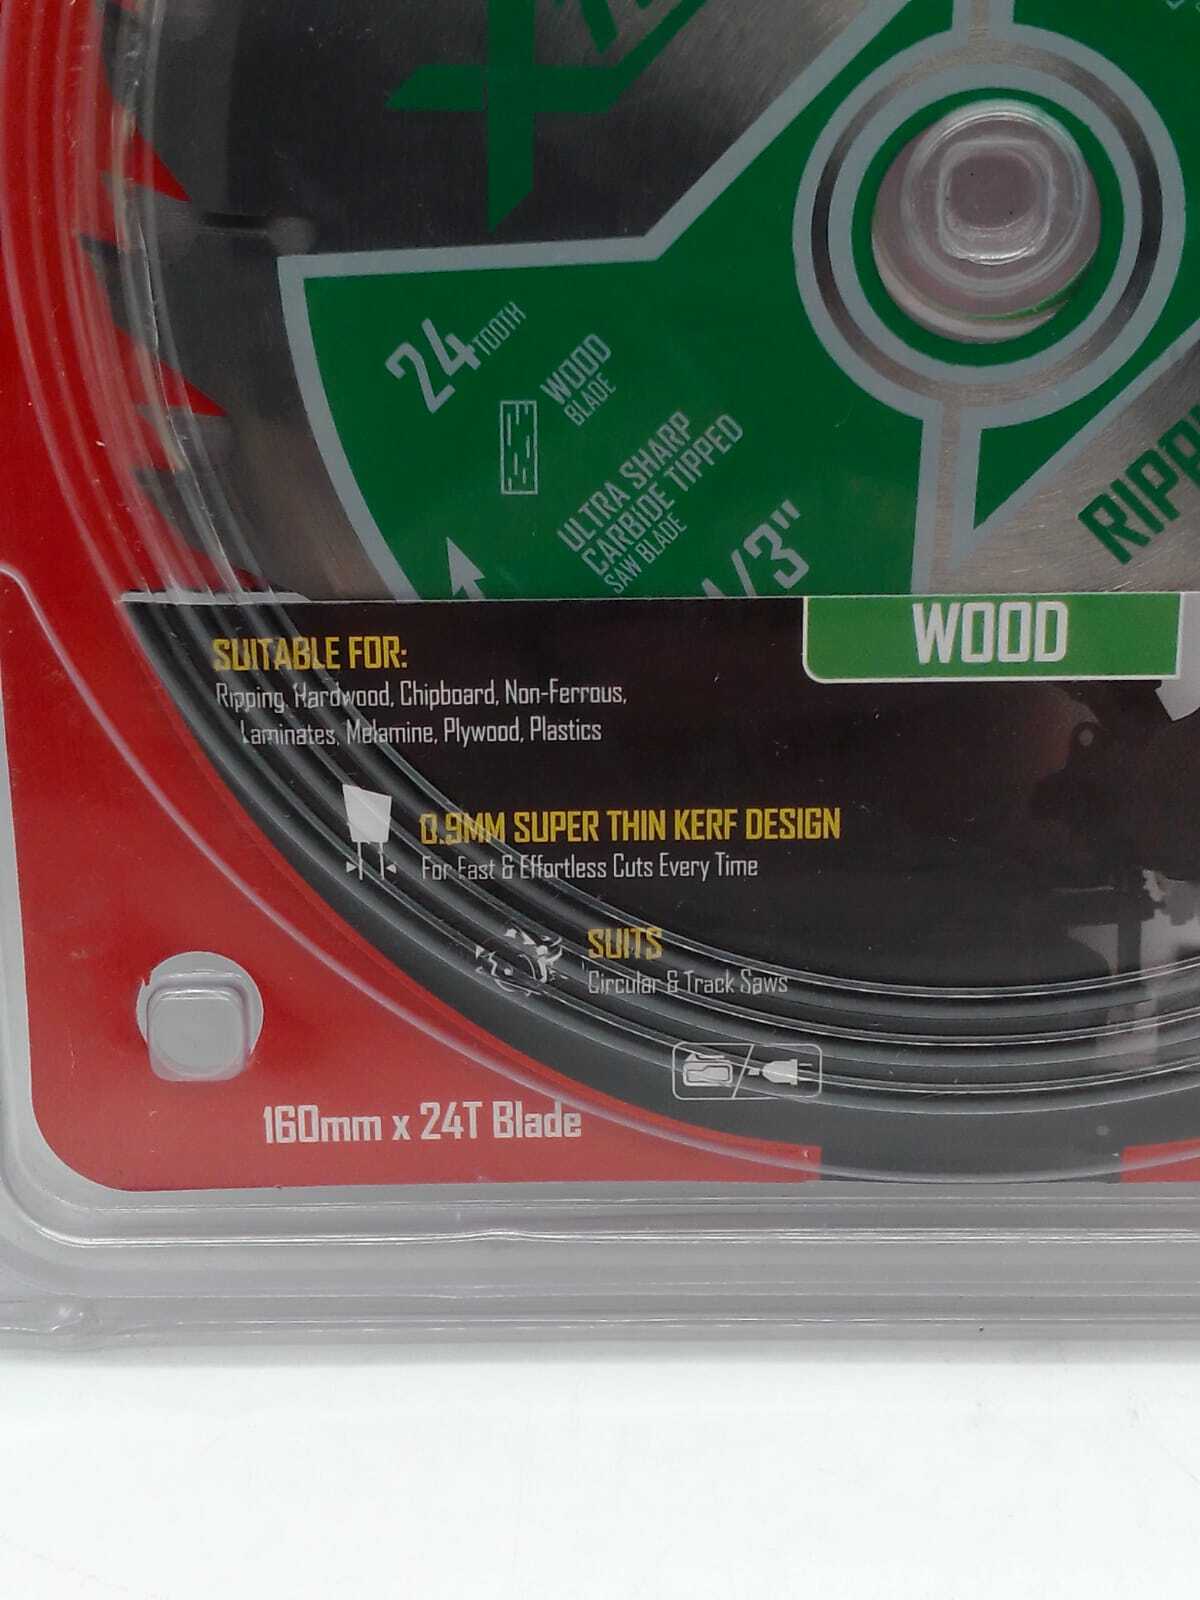 24 TOOTH
WOOD
BLADE
ULTRA SHARP
CARBIDE TIPPED
SAW BLADE
/3"
WOOD
SUITABLE FOR:
Ripping, Hardwood, Chipboard, Non-Ferrous,
Laminates, Melamine, Plywood, Plastics
0.9MM SUPER THIN KERF DESIGN
For Fast & Effortless Cuts Every Time
SUITS
Circular & Track Saws
160mm x 24T Blade